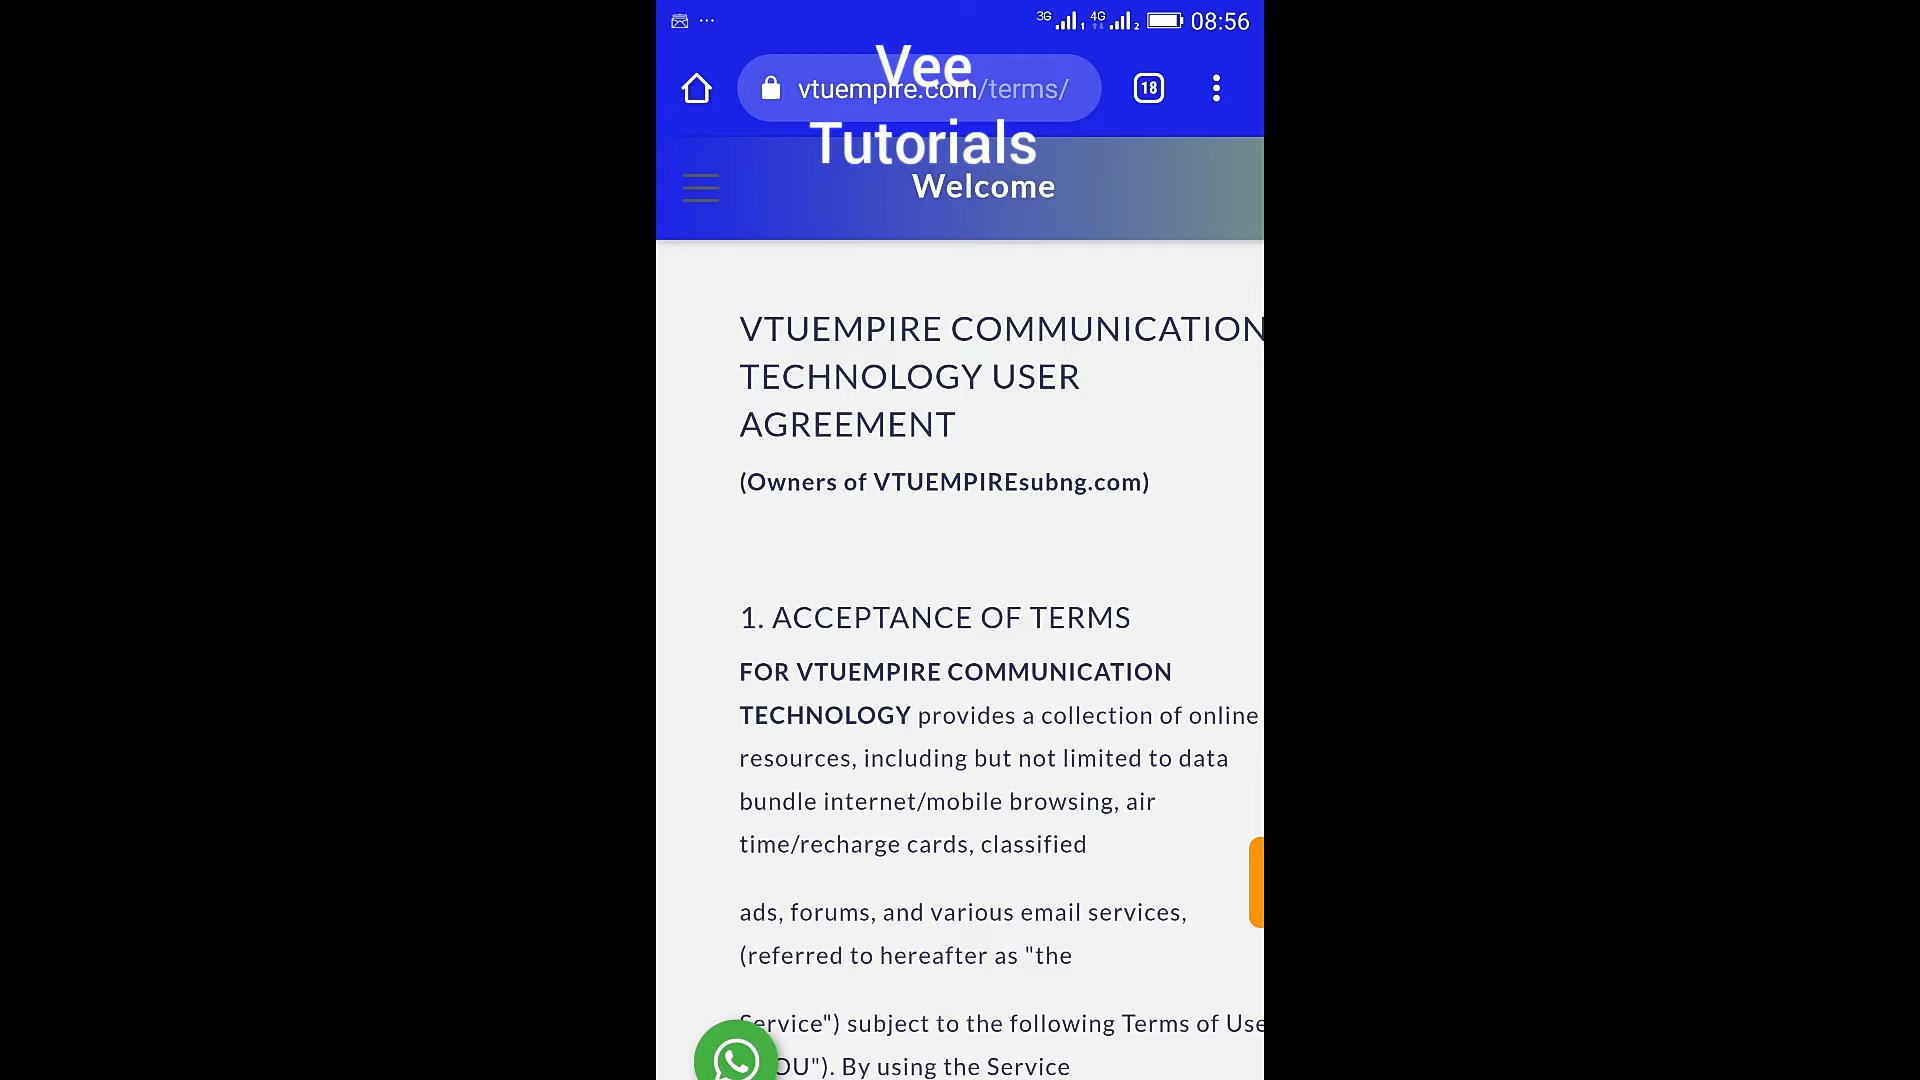 3G 1 4G 2 08:56
Vee
vtuempire.com/terms/
18
Tutorials
Welcome
VTUEMPIRE COMMUNICATION
TECHNOLOGY USER
AGREEMENT
(Owners of VTUEMPIREsubng.com)
1. ACCEPTANCE OF TERMS
FOR VTUEMPIRE COMMUNICATION
TECHNOLOGY provides a collection of online
resources, including but not limited to data
bundle internet/mobile browsing, air
time/recharge cards, classified
ads, forums, and various email services,
(referred to hereafter as "the
Service") subject to the following Terms of Use
OU"). By using the Service